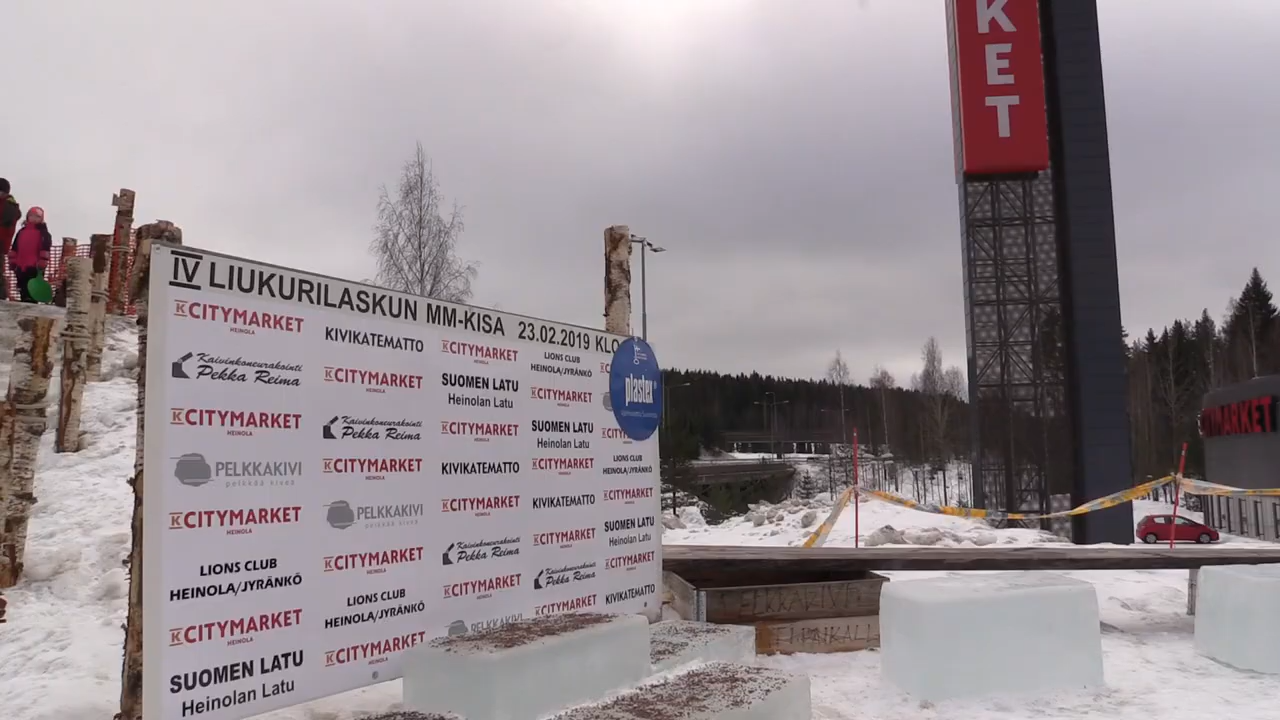 KET
IV LIUKURILASKUN MM-KISA 23.02.2019 KLO
K CITYMARKET
HEINOLA
KIVIKATEMATTO
K CITYMARKET
HEINOLA
LIONS CLUB
HEINOLA/JYRÄNKÖ
plastex
Kaivinkoneurakointi
Pekka Reima
K CITYMARKET
HEINOLA
SUOMEN LATU
Heinolan Latu
K CITYMARKET
HEINOLA
K CITYMARKET
HEINOLA
Kaivinkoneurakointi
Pekka Reima
K CITYMARKET
HEINOLA
SUOMEN LATU
Heinolan Latu
PELKKAKIVI
pelkkää kiveä
K CITYMARKET
HEINOLA
KIVIKATEMATTO
K CITYMARKET
HEINOLA
LIONS CLUB
HEINOLA/JYRÄNKÖ
K CITYMARKET
HEINOLA
PELKKAKIVI
pelkkää kiveä
K CITYMARKET
HEINOLA
KIVIKATEMATTO
K CITYMARKET
HEINOLA
LIONS CLUB
HEINOLA/JYRÄNKÖ
K CITYMARKET
HEINOLA
Kaivinkoneurakointi
Pekka Reima
K CITYMARKET
HEINOLA
SUOMEN LATU
Heinolan Latu
K CITYMARKET
HEINOLA
LIONS CLUB
HEINOLA/JYRÄNKÖ
K CITYMARKET
HEINOLA
Kaivinkoneurakointi
Pekka Reima
K CITYMARKET
HEINOLA
SUOMEN LATU
Heinolan Latu
K CITYMARKET
HEINOLA
PELKKAKIVI
K CITYMARKET
KIVIKATEMATTO
CITYMARKET